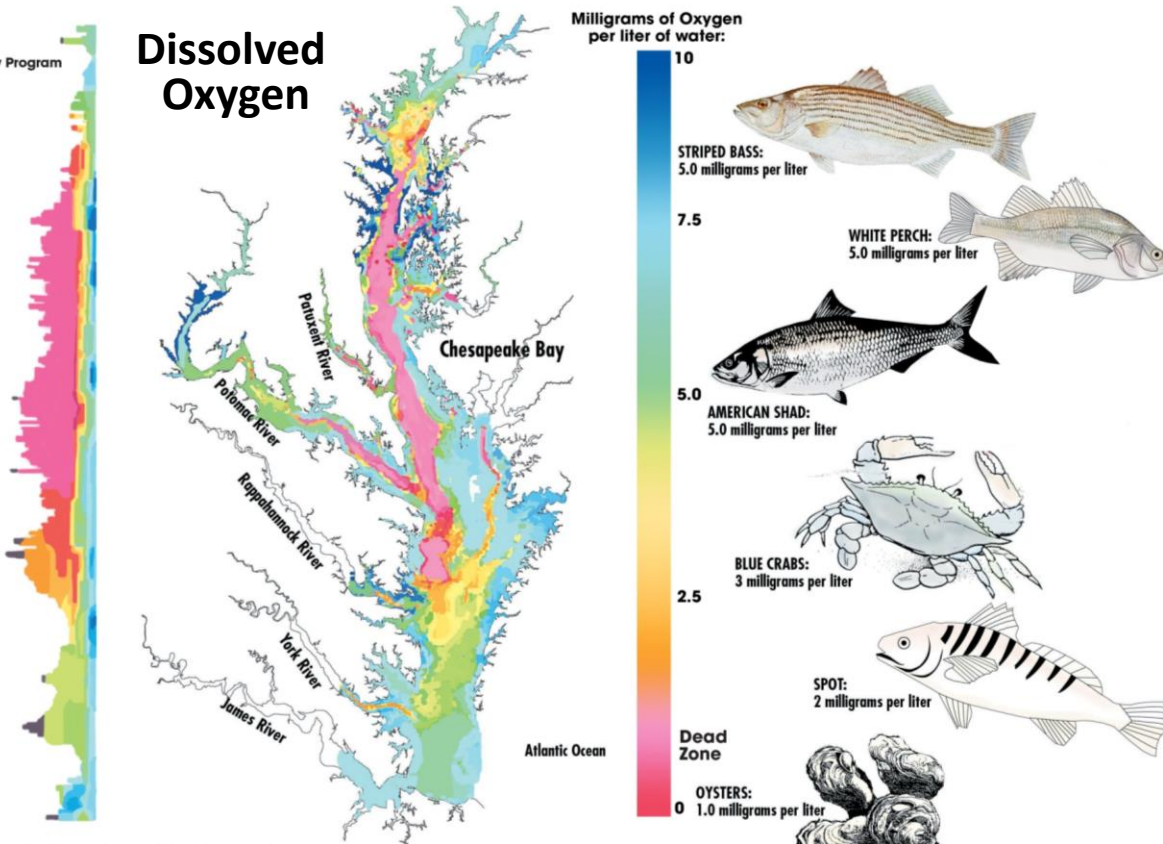 Program
Dissolved
Oxygen
Milligrams of Oxygen
per liter of water:
10
7.5
5.0
2.5
Dead
Zone
0
STRIPED BASS:
5.0 milligrams per liter
WHITE PERCH:
5.0 milligrams per liter
AMERICAN SHAD:
5.0 milligrams per liter
BLUE CRABS:
3 milligrams per liter
SPOT:
2 milligrams per liter
OYSTERS:
1.0 milligrams per liter
Patuxent River
Chesapeake Bay
Potomac River
Rappahannock River
York River
James River
Atlantic Ocean